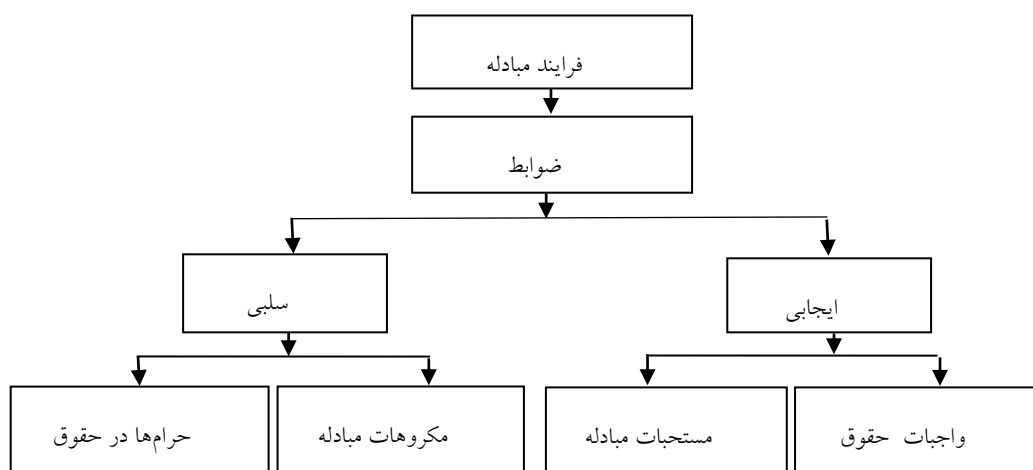 فرایند مبادله
ضوابط
ایجابی
سلبی
واجبات حقوق
مستحبات مبادله
مکروهات مبادله
حرام‌ها در حقوق